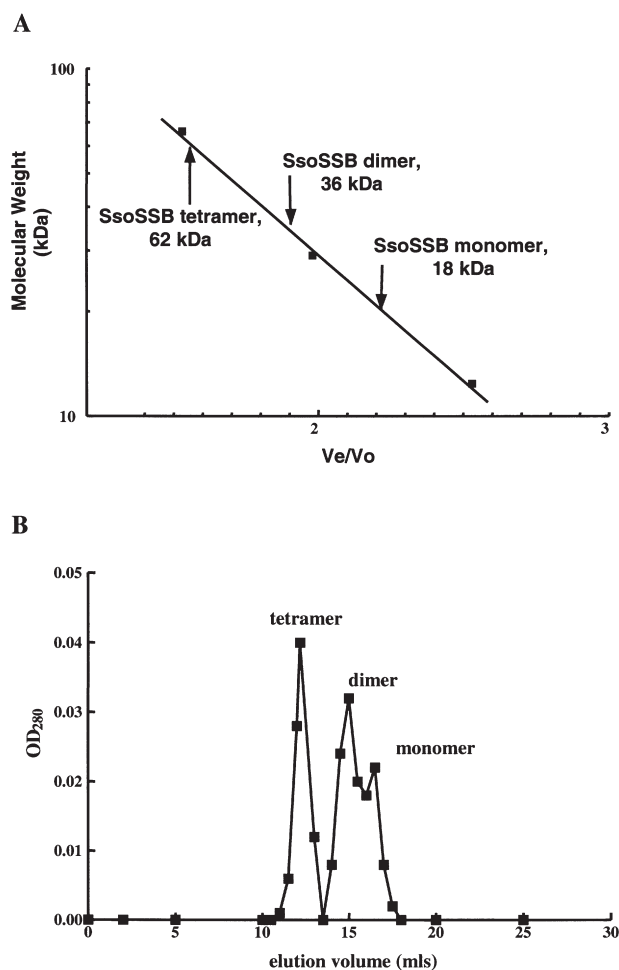 A
100
Molecular Weight
(kDa)
SsoSSB dimer,
36 kDa
SsoSSB tetramer,
62 kDa
SsoSSB monomer,
18 kDa
10
2
3
Ve/Vo
B
0.05
0.04
0.03
0.02
0.01
0.00
OD280
tetramer
dimer
monomer
0
5
10
15
20
25
30
elution volume (mls)